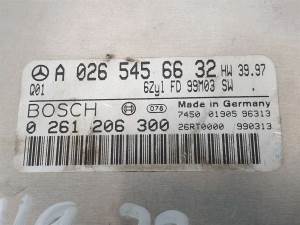 A 026 545 66 32 HW 39.97
Q01 6Zyl FD 99M03 SW
BOSCH 076 Made in Germany
7450 01905 96313
0 261 206 300 26RT0000 990313